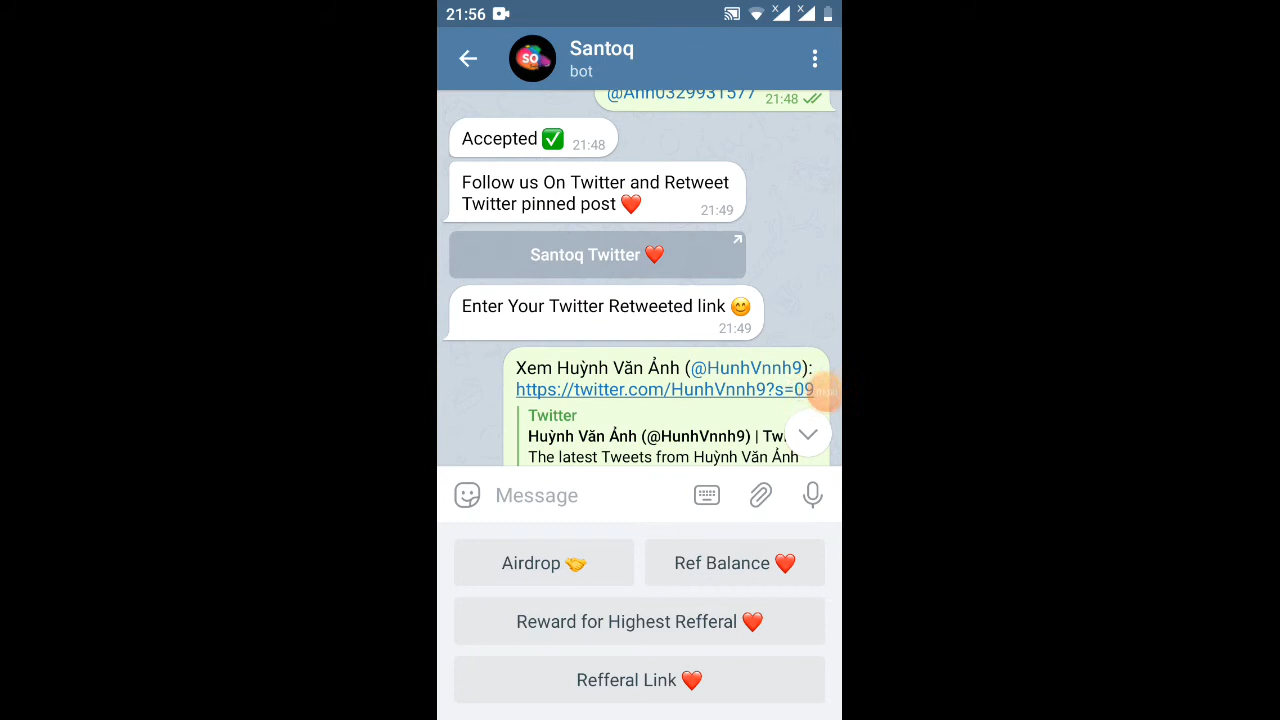 21:56
Santoq
bot
@Anh0329931577 21:48
Accepted ✅ 21:48
Follow us On Twitter and Retweet
Twitter pinned post ❤️ 21:49
Santoq Twitter ❤️
Enter Your Twitter Retweeted link 😊
21:49
Xem Huỳnh Văn Ảnh (@HunhVnnh9):
https://twitter.com/HunhVnnh9?s=09
Twitter
Huỳnh Văn Ảnh (@HunhVnnh9) | Tw
The latest Tweets from Huỳnh Văn Ảnh
Message
Airdrop 🤝 Ref Balance ❤️
Reward for Highest Refferal ❤️
Refferal Link ❤️